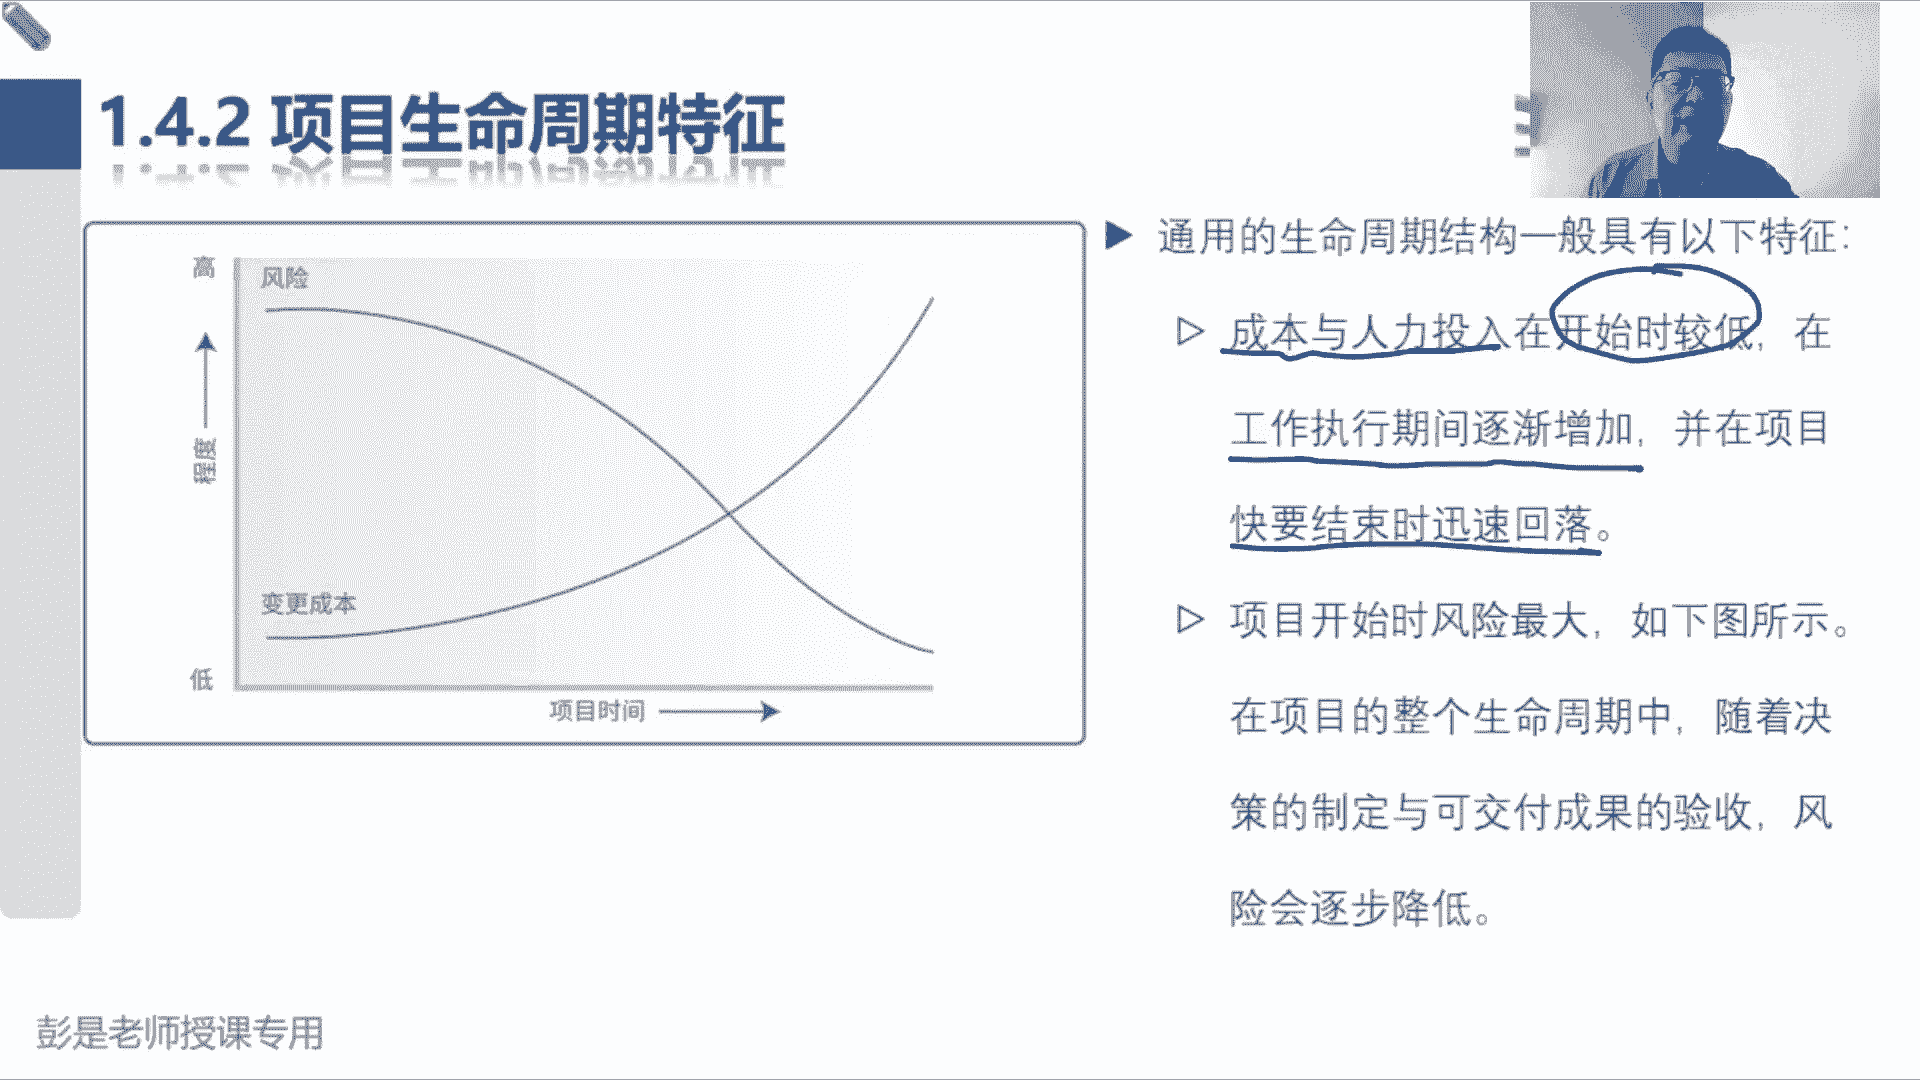 1.4.2 项目生命周期特征
高
风险
程度
变更成本
低
项目时间
通用的生命周期结构一般具有以下特征：
成本与人力投入在开始时较低，在
工作执行期间逐渐增加，并在项目
快要结束时迅速回落。
项目开始时风险最大，如下图所示。
在项目的整个生命周期中，随着决
策的制定与可交付成果的验收，风
险会逐步降低。
彭是老师授课专用